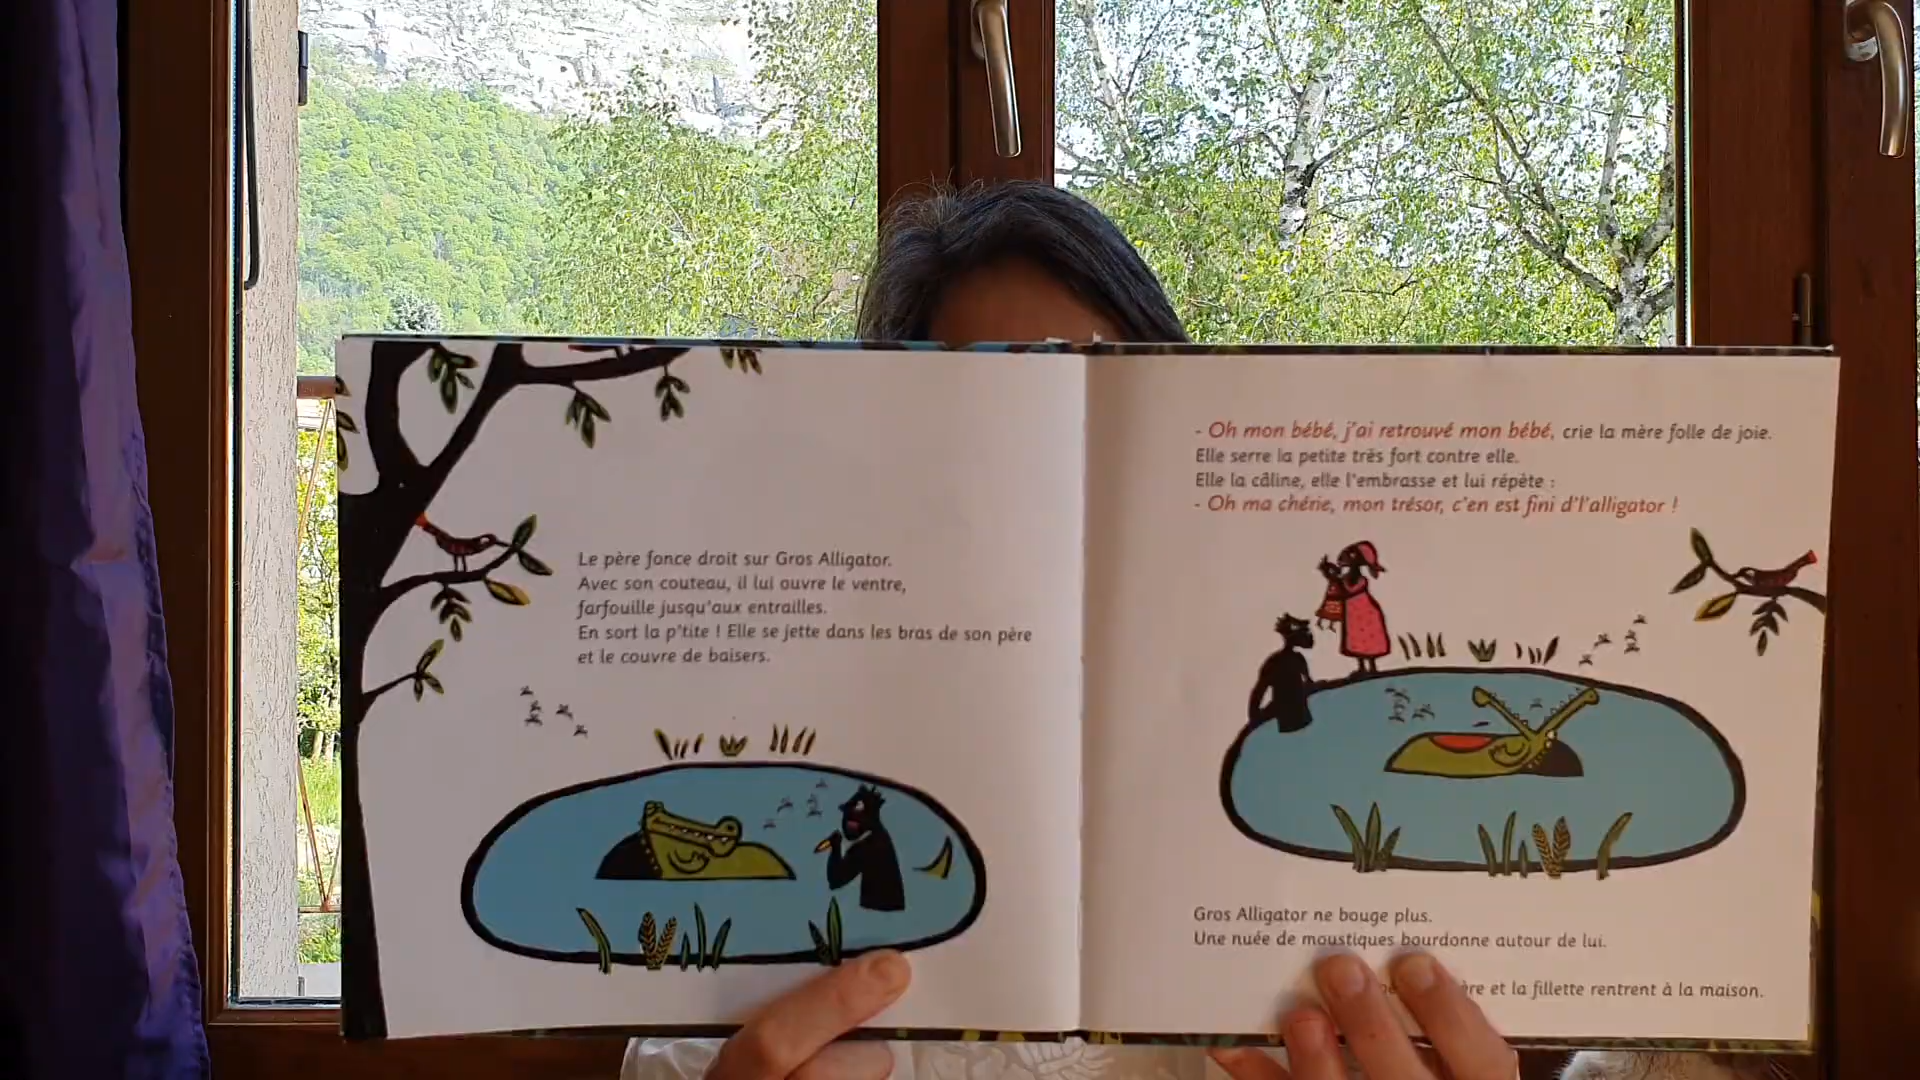 Le père fonce droit sur Gros Alligator.
Avec son couteau, il lui ouvre le ventre,
farfouille jusqu'aux entrailles.
En sort la p'tite ! Elle se jette dans les bras de son père
et le couvre de baisers.
- Oh mon bébé, j'ai retrouvé mon bébé, crie la mère folle de joie.
Elle serre la petite très fort contre elle.
Elle la câline, elle l'embrasse et lui répète :
- Oh ma chérie, mon trésor, c'en est fini d'l'alligator !
Gros Alligator ne bouge plus.
Une nuée de moustiques bourdonne autour de lui.
et la fillette rentrent à la maison.